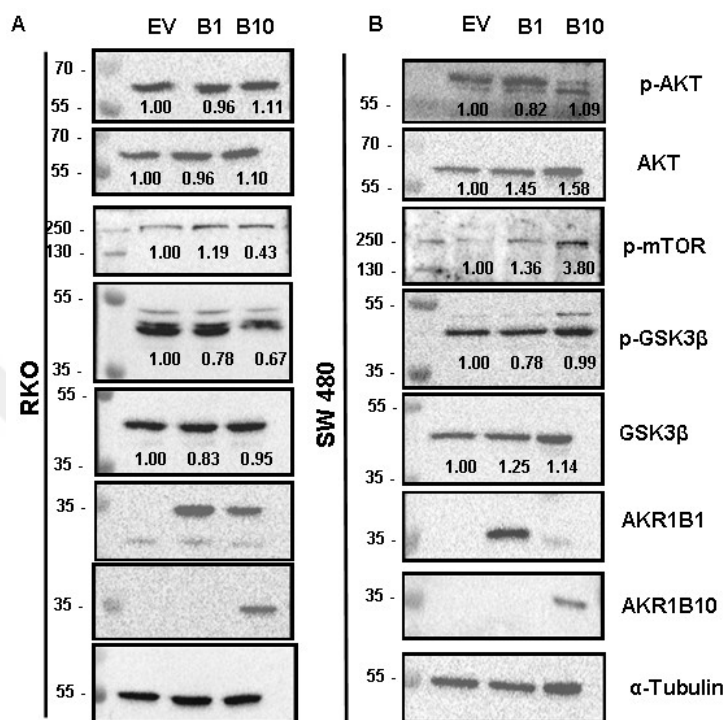 A
EV B1 B10
RKO
70 -
55 -
1.00 0.96 1.11
70 -
55 -
1.00 0.96 1.10
250 -
130 -
1.00 1.19 0.43
55 -
35 -
1.00 0.78 0.67
55 -
35 -
1.00 0.83 0.95
35 -
35 -
55 -
B
EV B1 B10
SW 480
55 -
1.00 0.82 1.09
p-AKT
70 -
55 -
1.00 1.45 1.58
AKT
250 -
130 -
1.00 1.36 3.80
p-mTOR
55 -
35 -
1.00 0.78 0.99
p-GSK3β
55 -
35 -
1.00 1.25 1.14
GSK3β
35 -
AKR1B1
35 -
AKR1B10
55 -
α-Tubulin